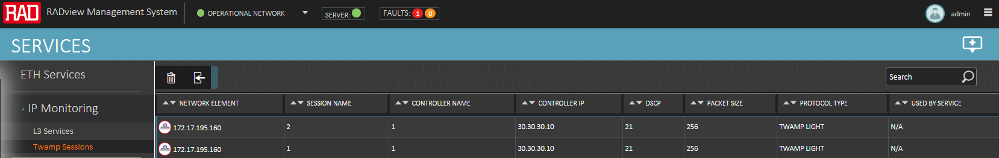 RAD RADview Management System OPERATIONAL NETWORK SERVER: FAULTS: 1 0 admin
SERVICES
ETH Services
IP Monitoring
L3 Services
Twamp Sessions
Search
NETWORK ELEMENT SESSION NAME CONTROLLER NAME CONTROLLER IP DSCP PACKET SIZE PROTOCOL TYPE USED BY SERVICE
172.17.195.160 2 1 30.30.30.10 21 256 TWAMP LIGHT N/A
172.17.195.160 1 1 30.30.30.10 21 256 TWAMP LIGHT N/A